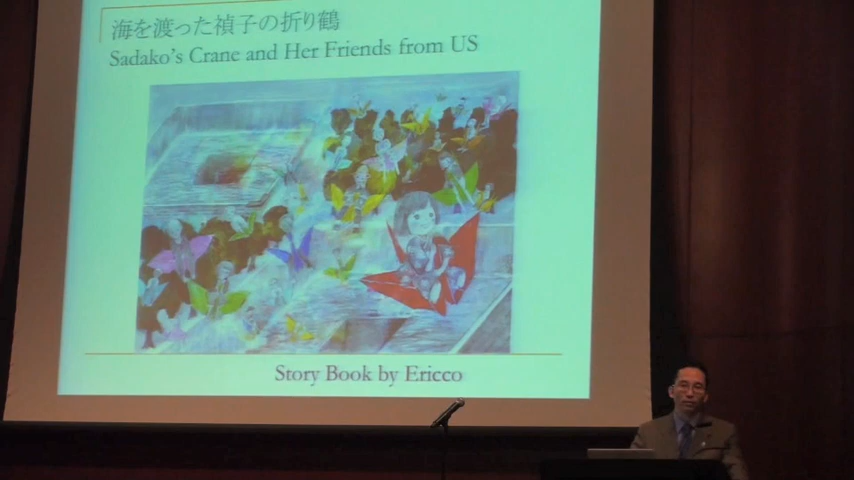 海を渡った禎子の折り鶴
Sadako's Crane and Her Friends from US
Story Book by Ericco